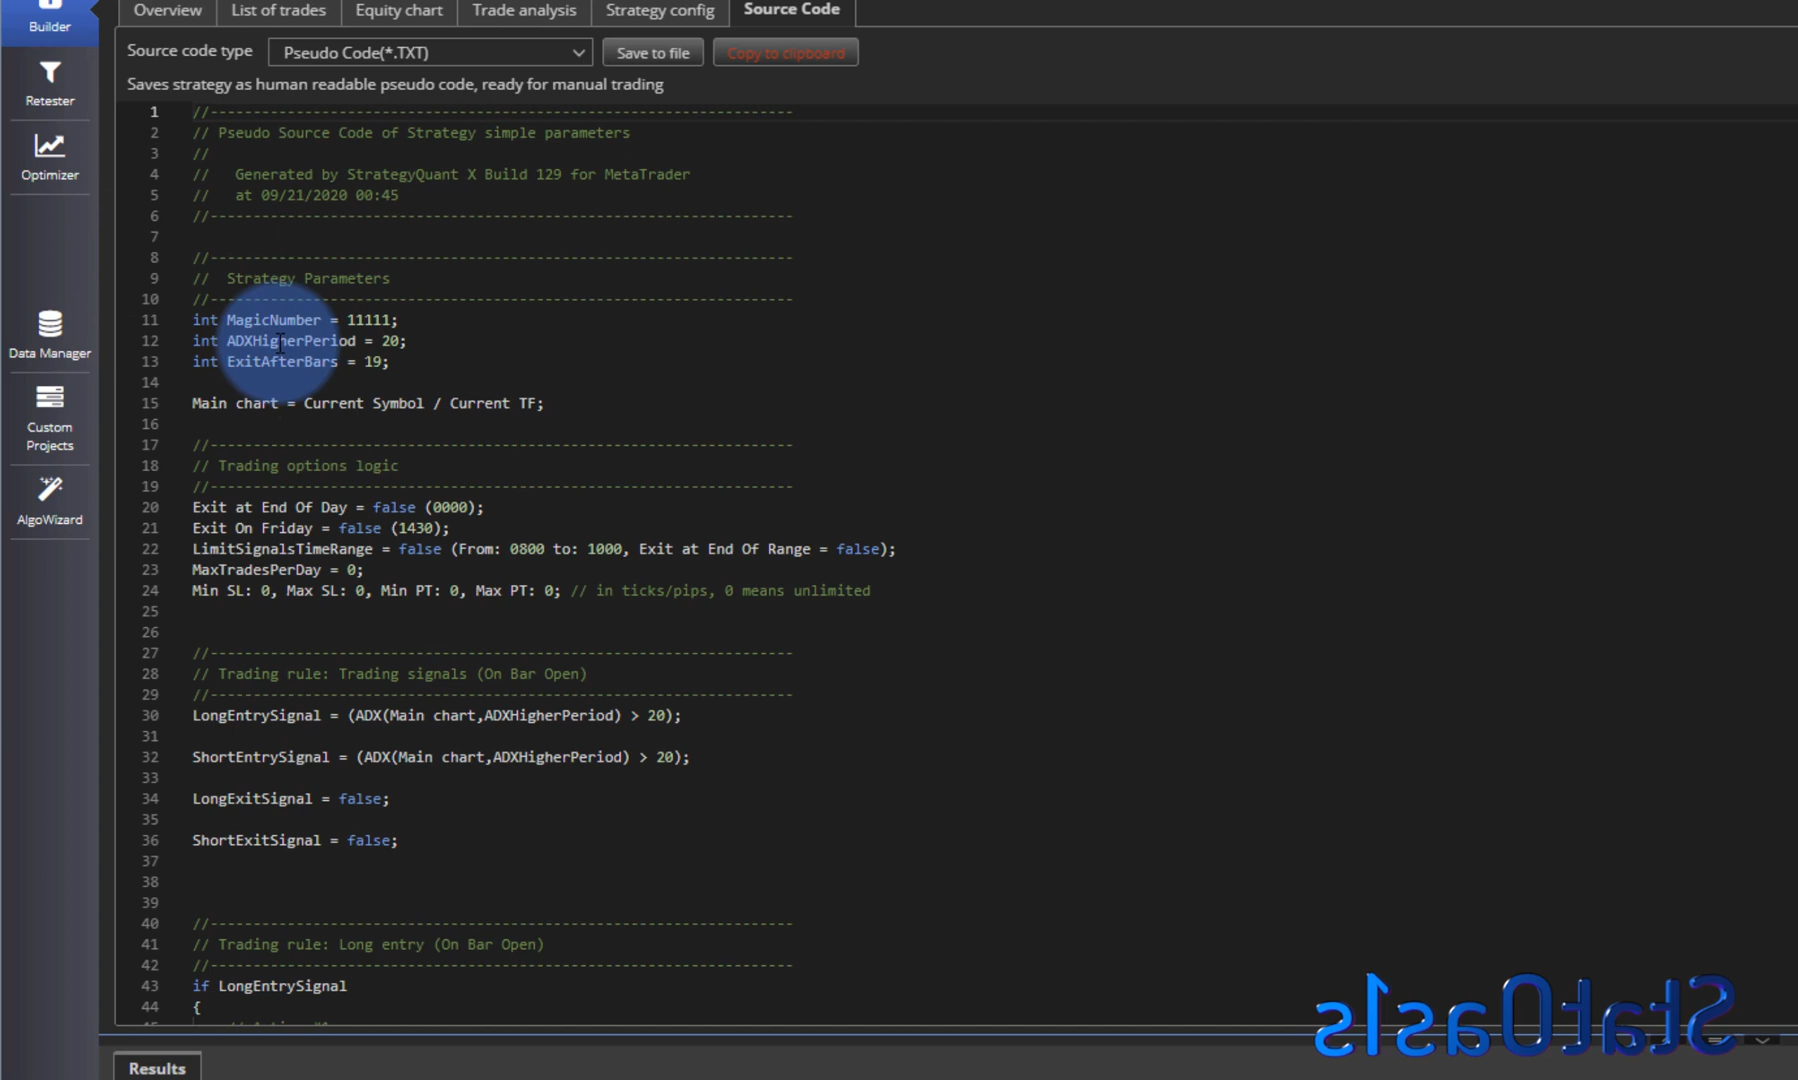 Builder
Overview
List of trades
Equity chart
Trade analysis
Strategy config
Source Code
Source code type
Pseudo Code(*.TXT)
Save to file
Copy to clipboard
Saves strategy as human readable pseudo code, ready for manual trading
Retester
Optimizer
Data Manager
Custom
Projects
AlgoWizard
1 //--------------------------------------------------------------------
2 // Pseudo Source Code of Strategy simple parameters
3 //
4 //   Generated by StrategyQuant X Build 129 for MetaTrader
5 //   at 09/21/2020 00:45
6 //--------------------------------------------------------------------
7
8 //--------------------------------------------------------------------
9 //  Strategy Parameters
10 //--------------------------------------------------------------------
11 int MagicNumber = 11111;
12 int ADXHigherPeriod = 20;
13 int ExitAfterBars = 19;
14
15 Main chart = Current Symbol / Current TF;
16
17 //--------------------------------------------------------------------
18 // Trading options logic
19 //--------------------------------------------------------------------
20 Exit at End Of Day = false (0000);
21 Exit On Friday = false (1430);
22 LimitSignalsTimeRange = false (From: 0800 to: 1000, Exit at End Of Range = false);
23 MaxTradesPerDay = 0;
24 Min SL: 0, Max SL: 0, Min PT: 0, Max PT: 0; // in ticks/pips, 0 means unlimited
25
26
27 //--------------------------------------------------------------------
28 // Trading rule: Trading signals (On Bar Open)
29 //--------------------------------------------------------------------
30 LongEntrySignal = (ADX(Main chart,ADXHigherPeriod) > 20);
31
32 ShortEntrySignal = (ADX(Main chart,ADXHigherPeriod) > 20);
33
34 LongExitSignal = false;
35
36 ShortExitSignal = false;
37
38
39
40 //--------------------------------------------------------------------
41 // Trading rule: Long entry (On Bar Open)
42 //--------------------------------------------------------------------
43 if LongEntrySignal
44 {
StatOas1s
Results